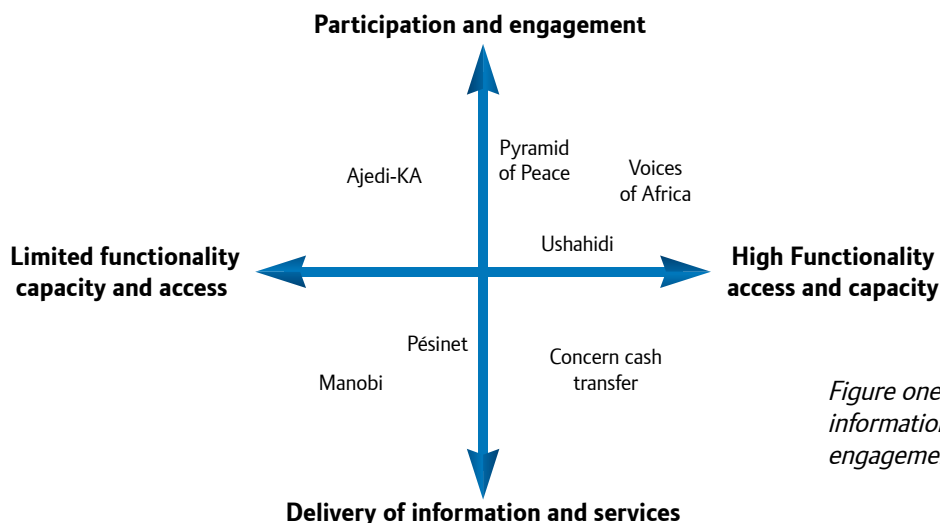 Participation and engagement
Pyramid
of Peace
Voices
of Africa
Ajedi-KA
Ushahidi
Limited functionality
capacity and access
High Functionality
access and capacity
Pésinet
Concern cash
transfer
Manobi
Figure one
information
engageme
Delivery of information and services